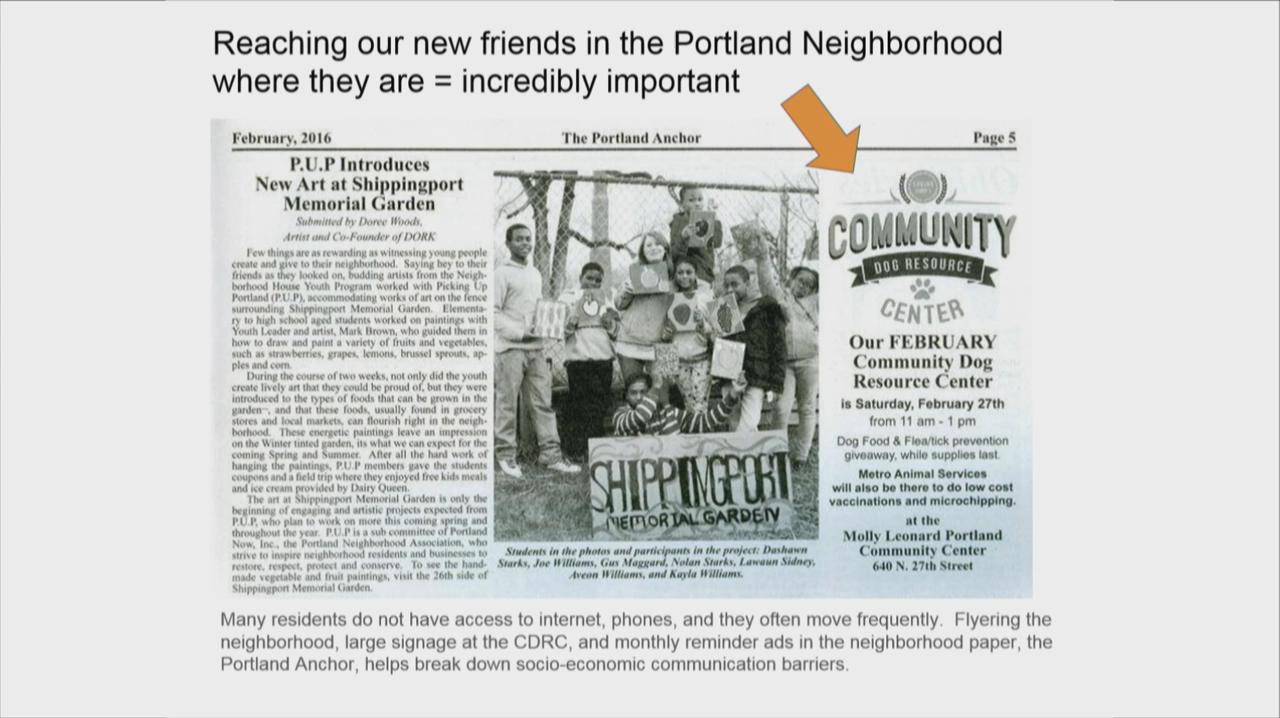 Reaching our new friends in the Portland Neighborhood
where they are = incredibly important
February, 2016
The Portland Anchor
Page 5
P.U.P Introduces
New Art at Shippingport
Memorial Garden
Submitted by Doree Woods,
Artist and Co-Founder of DORK
Few things are as rewarding as witnessing young people
create and give to their neighborhood. Saying hey to their
friends as they looked on, budding artists from the Neigh-
borhood House Youth Program worked with Picking Up
Portland (P.U.P), accommodating works of art on the fence
surrounding Shippingport Memorial Garden. Elementa-
ry to high school aged students worked on paintings with
Youth Leader and artist, Mark Brown, who guided them in
how to draw and paint a variety of fruits and vegetables,
such as strawberries, grapes, lemons, brussel sprouts, ap-
ples and corn.
During the course of two weeks, not only did the youth
create lively art that they could be proud of, but they were
introduced to the types of foods that can be grown in the
garden~, and that these foods, usually found in grocery
stores and local markets, can flourish right in the neigh-
borhood. These energetic paintings leave an impression
on the Winter tinted garden, its what we can expect for the
coming Spring and Summer. After all the hard work of
hanging the paintings, P.U.P members gave the students
coupons and a field trip where they enjoyed free kids meals
and ice cream provided by Dairy Queen.
The art at Shippingport Memorial Garden is only the
beginning of engaging and artistic projects expected from
P.U.P, who plan to work on more this coming spring and
throughout the year. P.U.P is a sub committee of Portland
Now, Inc., the Portland Neighborhood Association, who
strive to inspire neighborhood residents and businesses to
restore, respect, protect and conserve. To see the hand-
made vegetable and fruit paintings, visit the 26th side of
Shippingport Memorial Garden.
SHIPPINGPORT
MEMORIAL GARDEN
Students in the photos and participants in the project: Dashawn
Starks, Joe Williams, Gus Maggard, Nolan Starks, Lawaun Sidney,
Aveon Williams, and Kayla Williams.
COMMUNITY
DOG RESOURCE
CENTER
Our FEBRUARY
Community Dog
Resource Center
is Saturday, February 27th
from 11 am - 1 pm
Dog Food & Flea/tick prevention
giveaway, while supplies last.
Metro Animal Services
will also be there to do low cost
vaccinations and microchipping.
at the
Molly Leonard Portland
Community Center
640 N. 27th Street
Many residents do not have access to internet, phones, and they often move frequently. Flyering the
neighborhood, large signage at the CDRC, and monthly reminder ads in the neighborhood paper, the
Portland Anchor, helps break down socio-economic communication barriers.